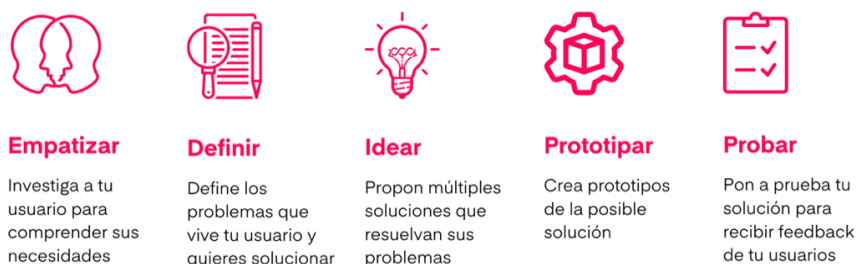 Empatizar
Investiga a tu
usuario para
comprender sus
necesidades
Definir
Define los
problemas que
vive tu usuario y
quieres solucionar
Idear
Propon múltiples
soluciones que
resuelvan sus
problemas
Prototipar
Crea prototipos
de la posible
solución
Probar
Pon a prueba tu
solución para
recibir feedback
de tu usuarios